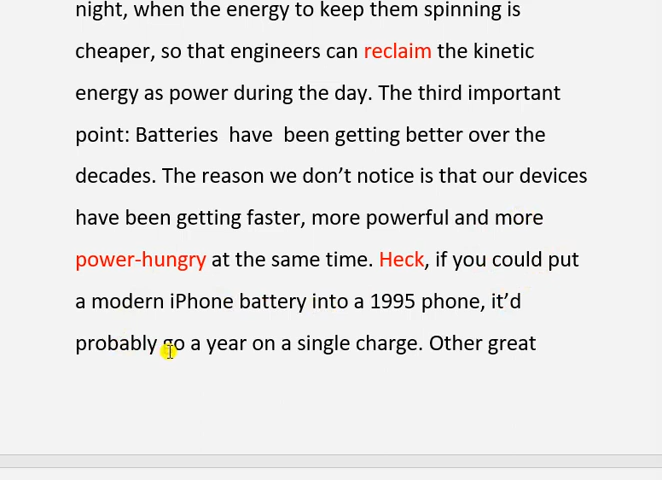 night, when the energy to keep them spinning is
cheaper, so that engineers can reclaim the kinetic
energy as power during the day. The third important
point: Batteries  have  been getting better over the
decades. The reason we don’t notice is that our devices
have been getting faster, more powerful and more
power-hungry at the same time. Heck, if you could put
a modern iPhone battery into a 1995 phone, it’d
probably go a year on a single charge. Other great